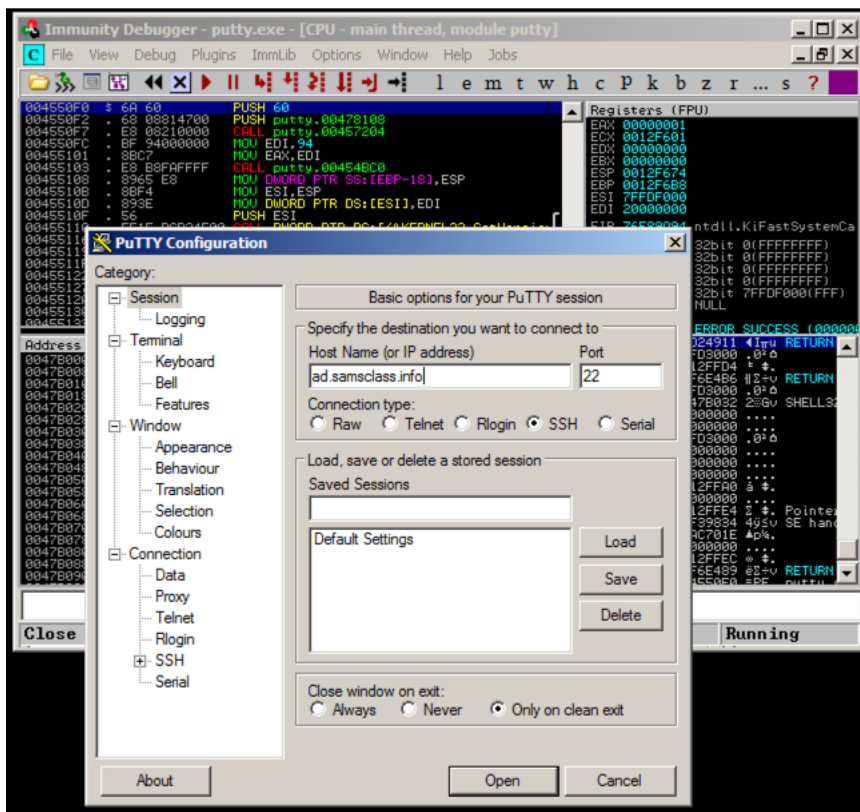 Immunity Debugger - putty.exe - [CPU - main thread, module putty]
C File View Debug Plugins ImmLib Options Window Help Jobs
l e m t w h c P k b z r ... s ?
004550F0 $ 6A 60 PUSH 60
004550F2 . 68 08814700 PUSH putty.00478108
004550F7 . E8 08210000 CALL putty.00457204
004550FC . BF 94000000 MOV EDI,94
00455101 . 8BC7 MOV EAX,EDI
00455103 . E8 B8FAFFFF CALL putty.00454BC0
00455108 . 8965 E8 MOV DWORD PTR SS:[EBP-18],ESP
0045510B . 8BF4 MOV ESI,ESP
0045510D . 893E MOV DWORD PTR DS:[ESI],EDI
0045510F . 56 PUSH ESI
Registers (FPU)
EAX 00000001
ECX 0012F601
EDX 00000000
EBX 00000000
ESP 0012F674
EBP 0012F6B8
ESI 7FFDF000
EDI 20000000
ntdll.KiFastSystemCa
32bit 0(FFFFFFFF)
32bit 0(FFFFFFFF)
32bit 0(FFFFFFFF)
32bit 0(FFFFFFFF)
32bit 7FFDF000(FFF)
NULL
ERROR SUCCESS
Address
0047B000
RETURN
RETURN
SHELL32
Pointer
SE hand
RETURN
PuTTY Configuration
Category:
Session
Logging
Terminal
Keyboard
Bell
Features
Window
Appearance
Behaviour
Translation
Selection
Colours
Connection
Data
Proxy
Telnet
Rlogin
SSH
Serial
Basic options for your PuTTY session
Specify the destination you want to connect to
Host Name (or IP address) Port
ad.samsclass.info 22
Connection type:
Raw Telnet Rlogin SSH Serial
Load, save or delete a stored session
Saved Sessions
Default Settings
Load
Save
Delete
Close window on exit:
Always Never Only on clean exit
About Open Cancel
Close
Running